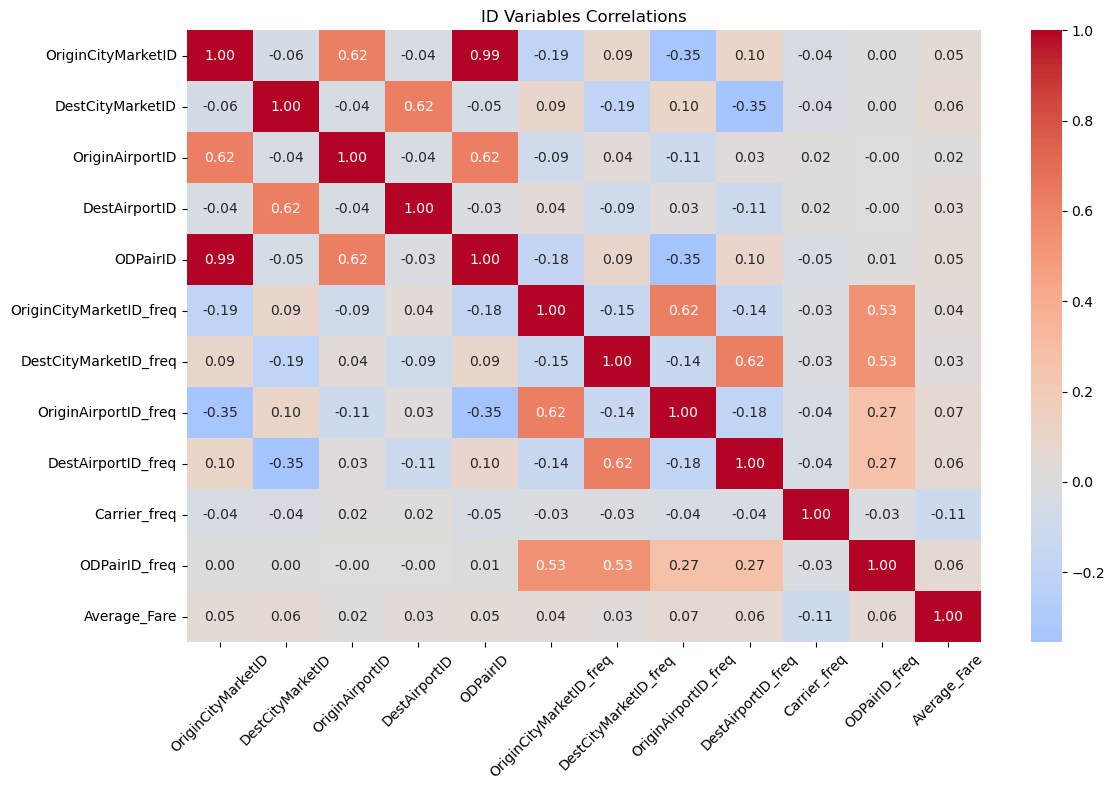 ID Variables Correlations
OriginCityMarketID 1.00 -0.06 0.62 -0.04 0.99 -0.19 0.09 -0.35 0.10 -0.04 0.00 0.05
DestCityMarketID -0.06 1.00 -0.04 0.62 -0.05 0.09 -0.19 0.10 -0.35 -0.04 0.00 0.06
OriginAirportID 0.62 -0.04 1.00 -0.04 0.62 -0.09 0.04 -0.11 0.03 0.02 -0.00 0.02
DestAirportID -0.04 0.62 -0.04 1.00 -0.03 0.04 -0.09 0.03 -0.11 0.02 -0.00 0.03
ODPairID 0.99 -0.05 0.62 -0.03 1.00 -0.18 0.09 -0.35 0.10 -0.05 0.01 0.05
OriginCityMarketID_freq -0.19 0.09 -0.09 0.04 -0.18 1.00 -0.15 0.62 -0.14 -0.03 0.53 0.04
DestCityMarketID_freq 0.09 -0.19 0.04 -0.09 0.09 -0.15 1.00 -0.14 0.62 -0.03 0.53 0.03
OriginAirportID_freq -0.35 0.10 -0.11 0.03 -0.35 0.62 -0.14 1.00 -0.18 -0.04 0.27 0.07
DestAirportID_freq 0.10 -0.35 0.03 -0.11 0.10 -0.14 0.62 -0.18 1.00 -0.04 0.27 0.06
Carrier_freq -0.04 -0.04 0.02 0.02 -0.05 -0.03 -0.03 -0.04 -0.04 1.00 -0.03 -0.11
ODPairID_freq 0.00 0.00 -0.00 -0.00 0.01 0.53 0.53 0.27 0.27 -0.03 1.00 0.06
Average_Fare 0.05 0.06 0.02 0.03 0.05 0.04 0.03 0.07 0.06 -0.11 0.06 1.00
OriginCityMarketID
DestCityMarketID
OriginAirportID
DestAirportID
ODPairID
OriginCityMarketID_freq
DestCityMarketID_freq
OriginAirportID_freq
DestAirportID_freq
Carrier_freq
ODPairID_freq
Average_Fare
1.0
0.8
0.6
0.4
0.2
0.0
−0.2